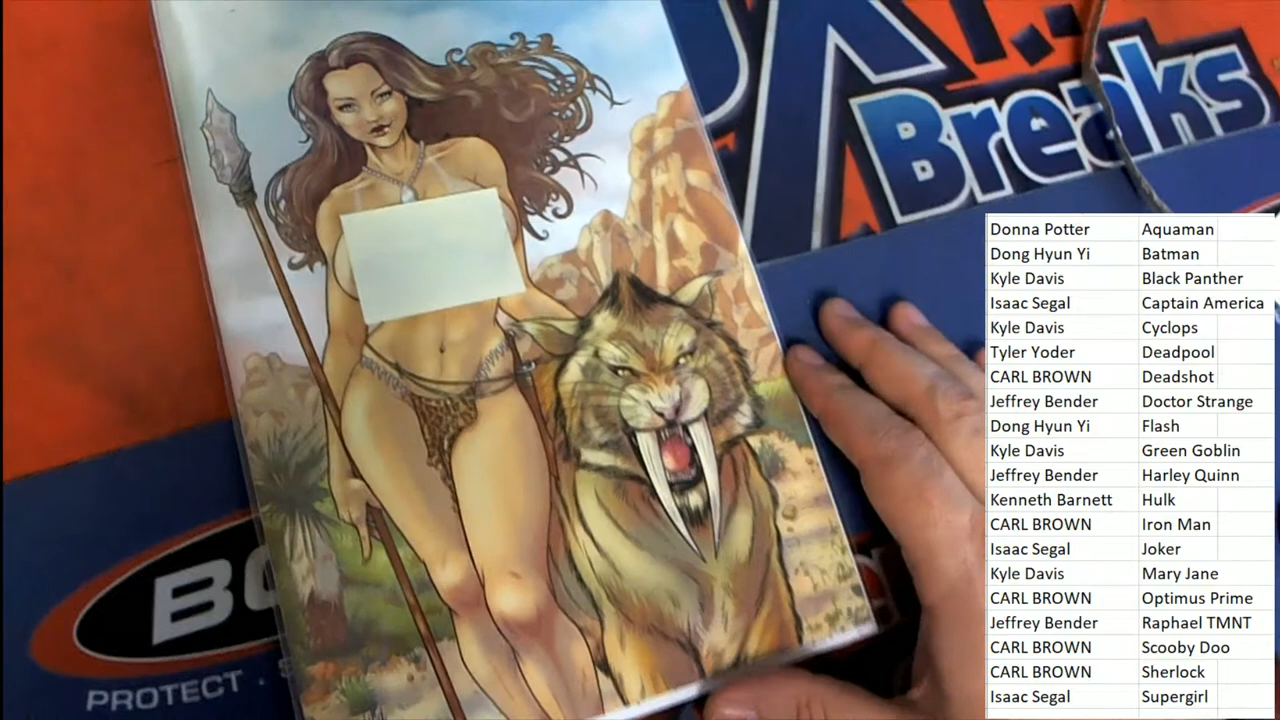 Breaks
BC
PROTECT · S
Donna Potter Aquaman
Dong Hyun Yi Batman
Kyle Davis Black Panther
Isaac Segal Captain America
Kyle Davis Cyclops
Tyler Yoder Deadpool
CARL BROWN Deadshot
Jeffrey Bender Doctor Strange
Dong Hyun Yi Flash
Kyle Davis Green Goblin
Jeffrey Bender Harley Quinn
Kenneth Barnett Hulk
CARL BROWN Iron Man
Isaac Segal Joker
Kyle Davis Mary Jane
CARL BROWN Optimus Prime
Jeffrey Bender Raphael TMNT
CARL BROWN Scooby Doo
CARL BROWN Sherlock
Isaac Segal Supergirl